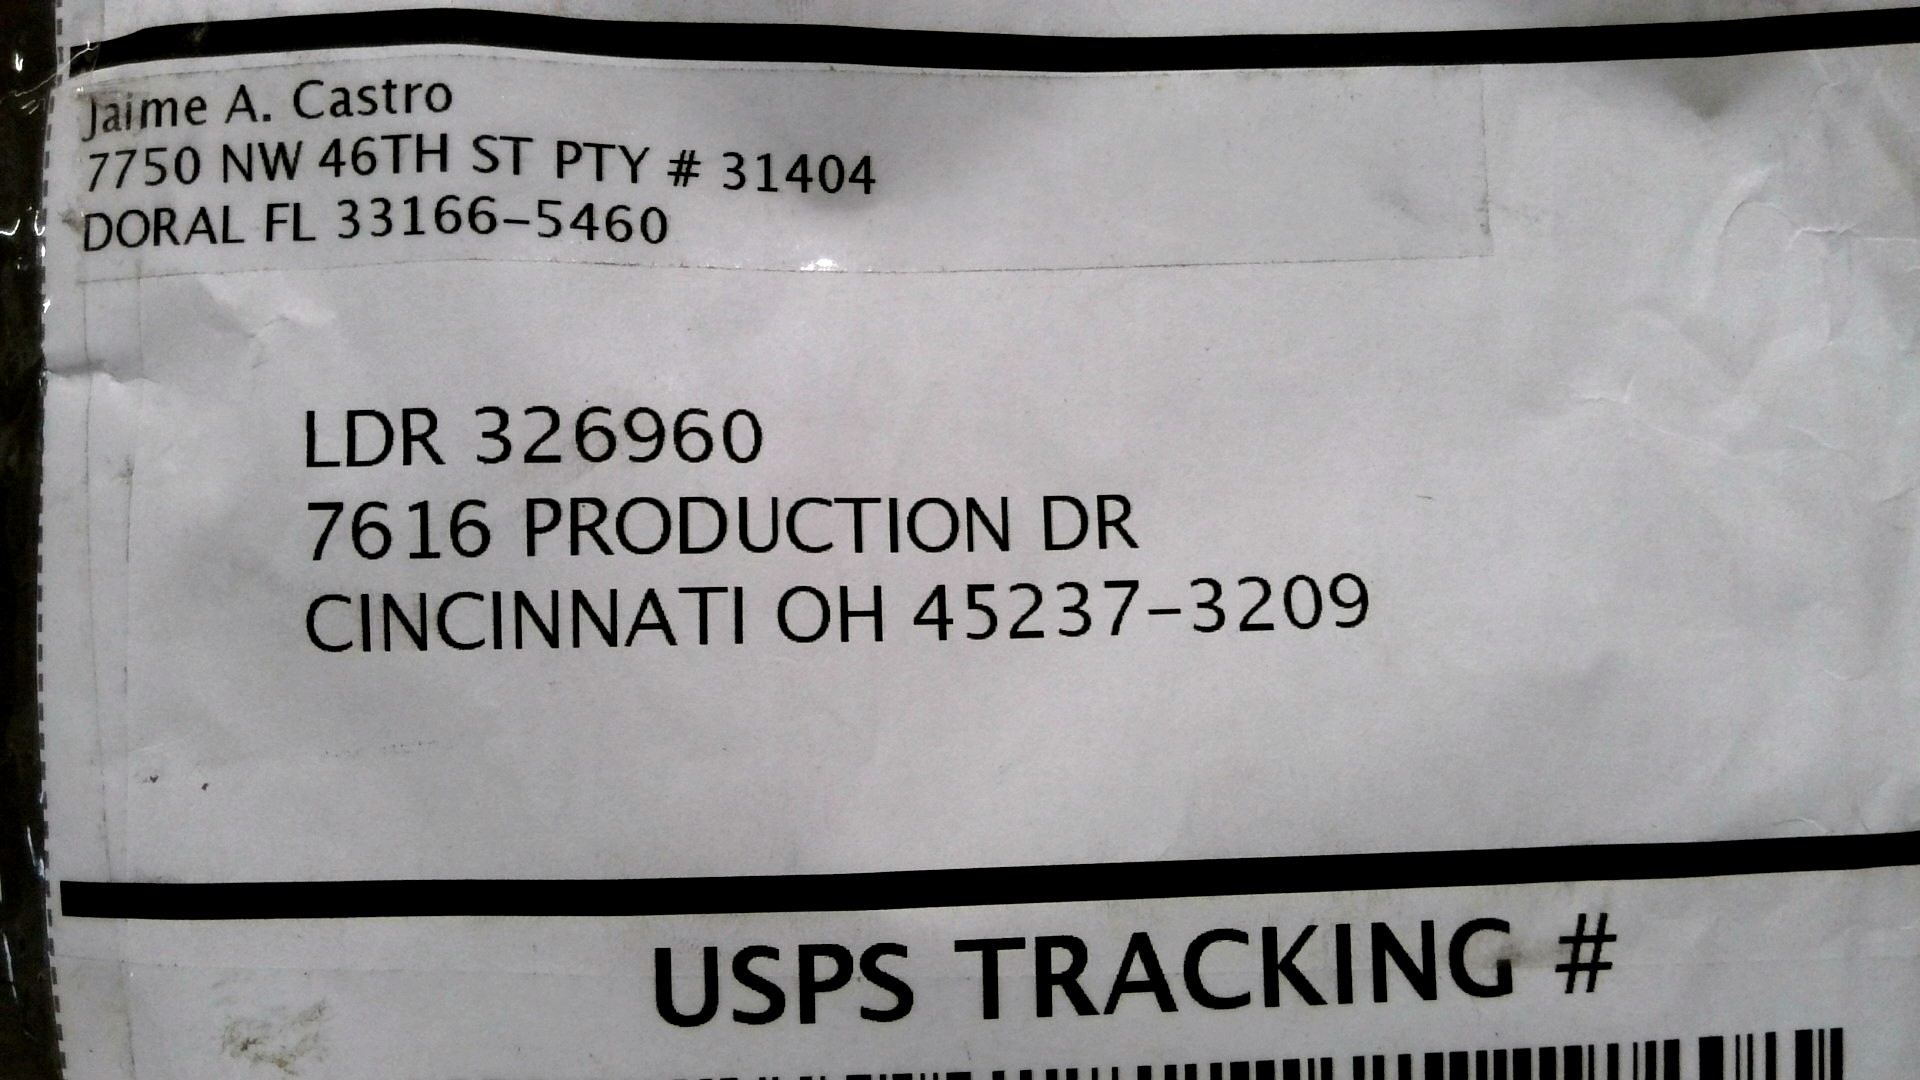 Jaime A. Castro
7750 NW 46TH ST PTY # 31404
DORAL FL 33166-5460
LDR 326960
7616 PRODUCTION DR
CINCINNATI OH 45237-3209
USPS TRACKING #